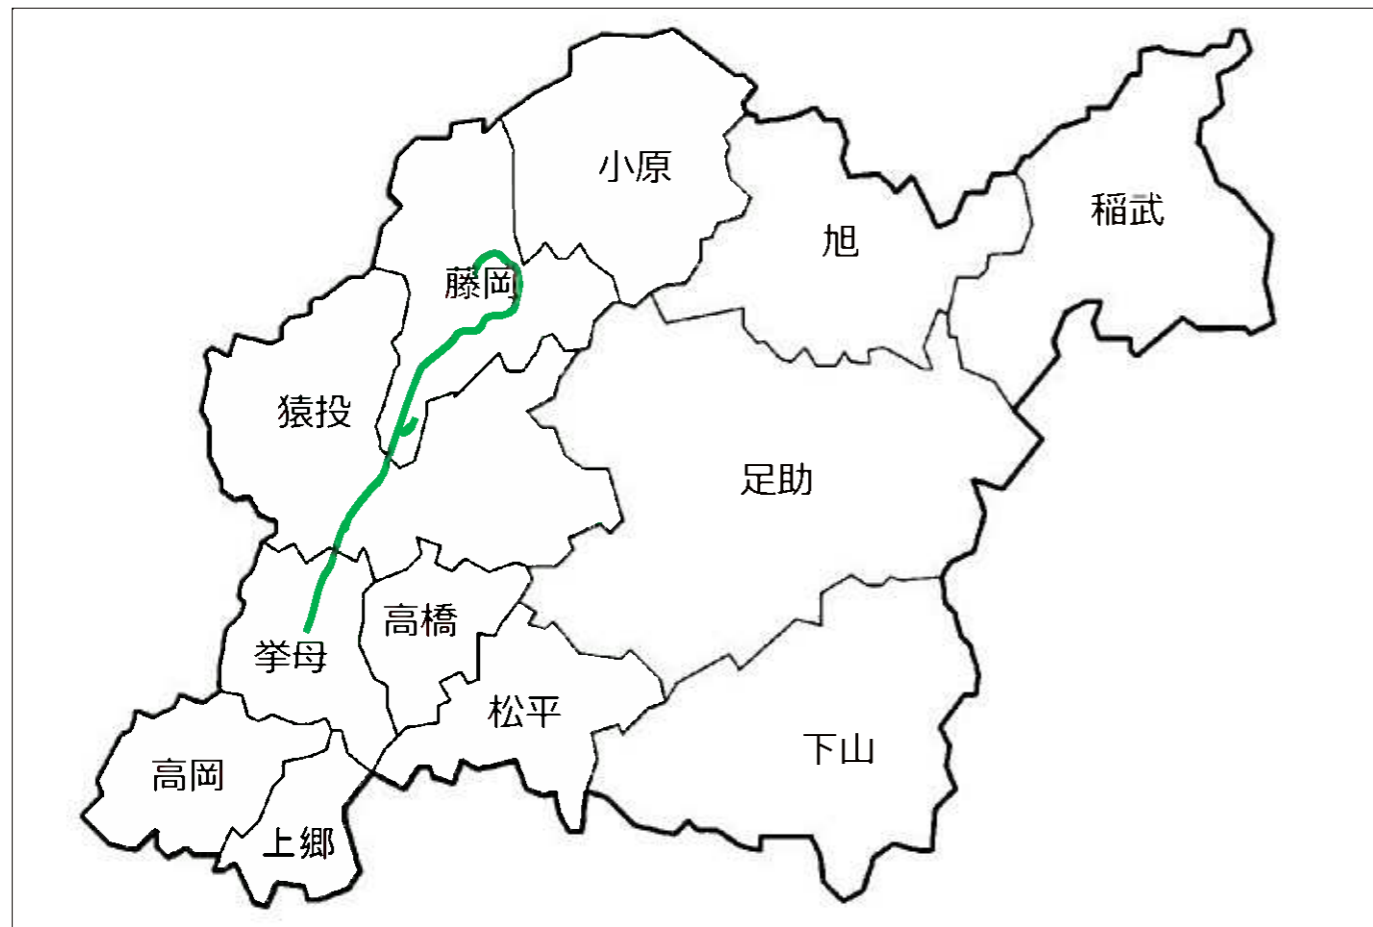 小原
稲武
旭
藤岡
猿投
足助
高橋
挙母
松平
下山
高岡
上郷